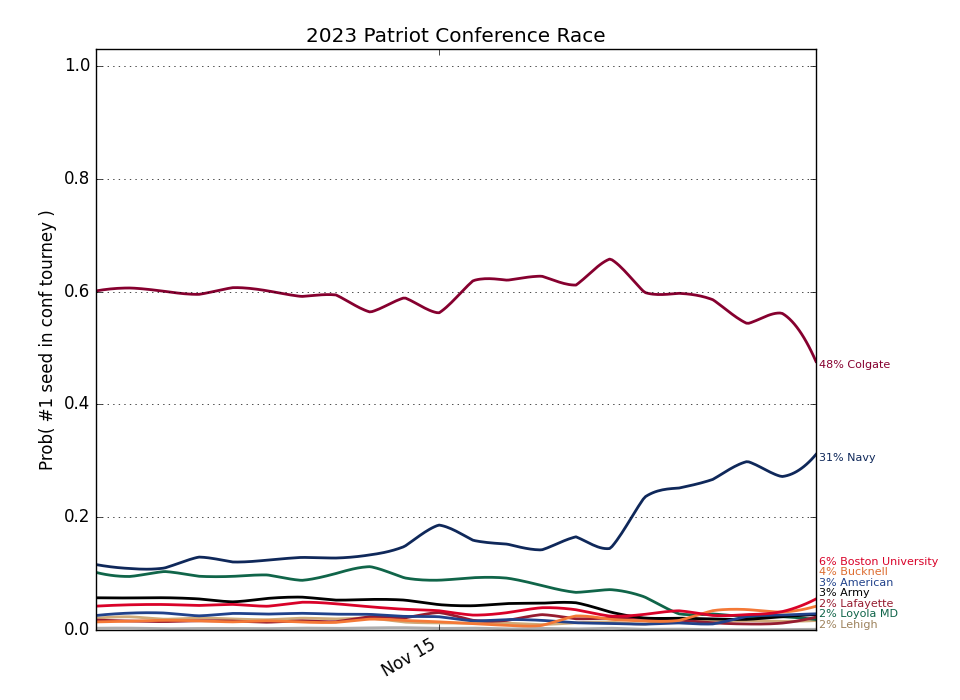 2023 Patriot Conference Race
Prob( #1 seed in conf tourney )
1.0
0.8
0.6
0.4
0.2
0.0
Nov 15
48% Colgate
31% Navy
6% Boston University
4% Bucknell
3% American
3% Army
2% Lafayette
2% Loyola MD
2% Lehigh